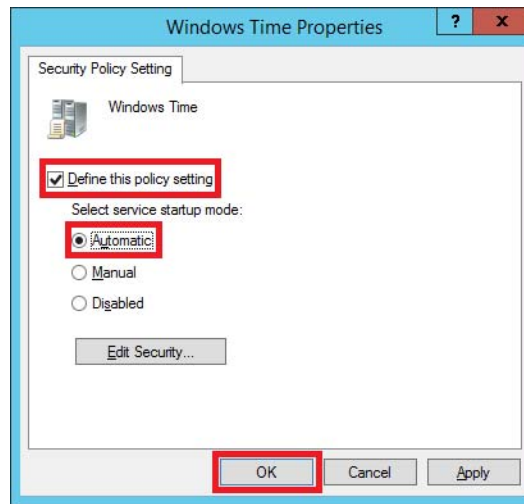 Windows Time Properties
? x
Security Policy Setting
Windows Time
Define this policy setting
Select service startup mode:
Automatic
Manual
Disabled
Edit Security...
OK Cancel Apply